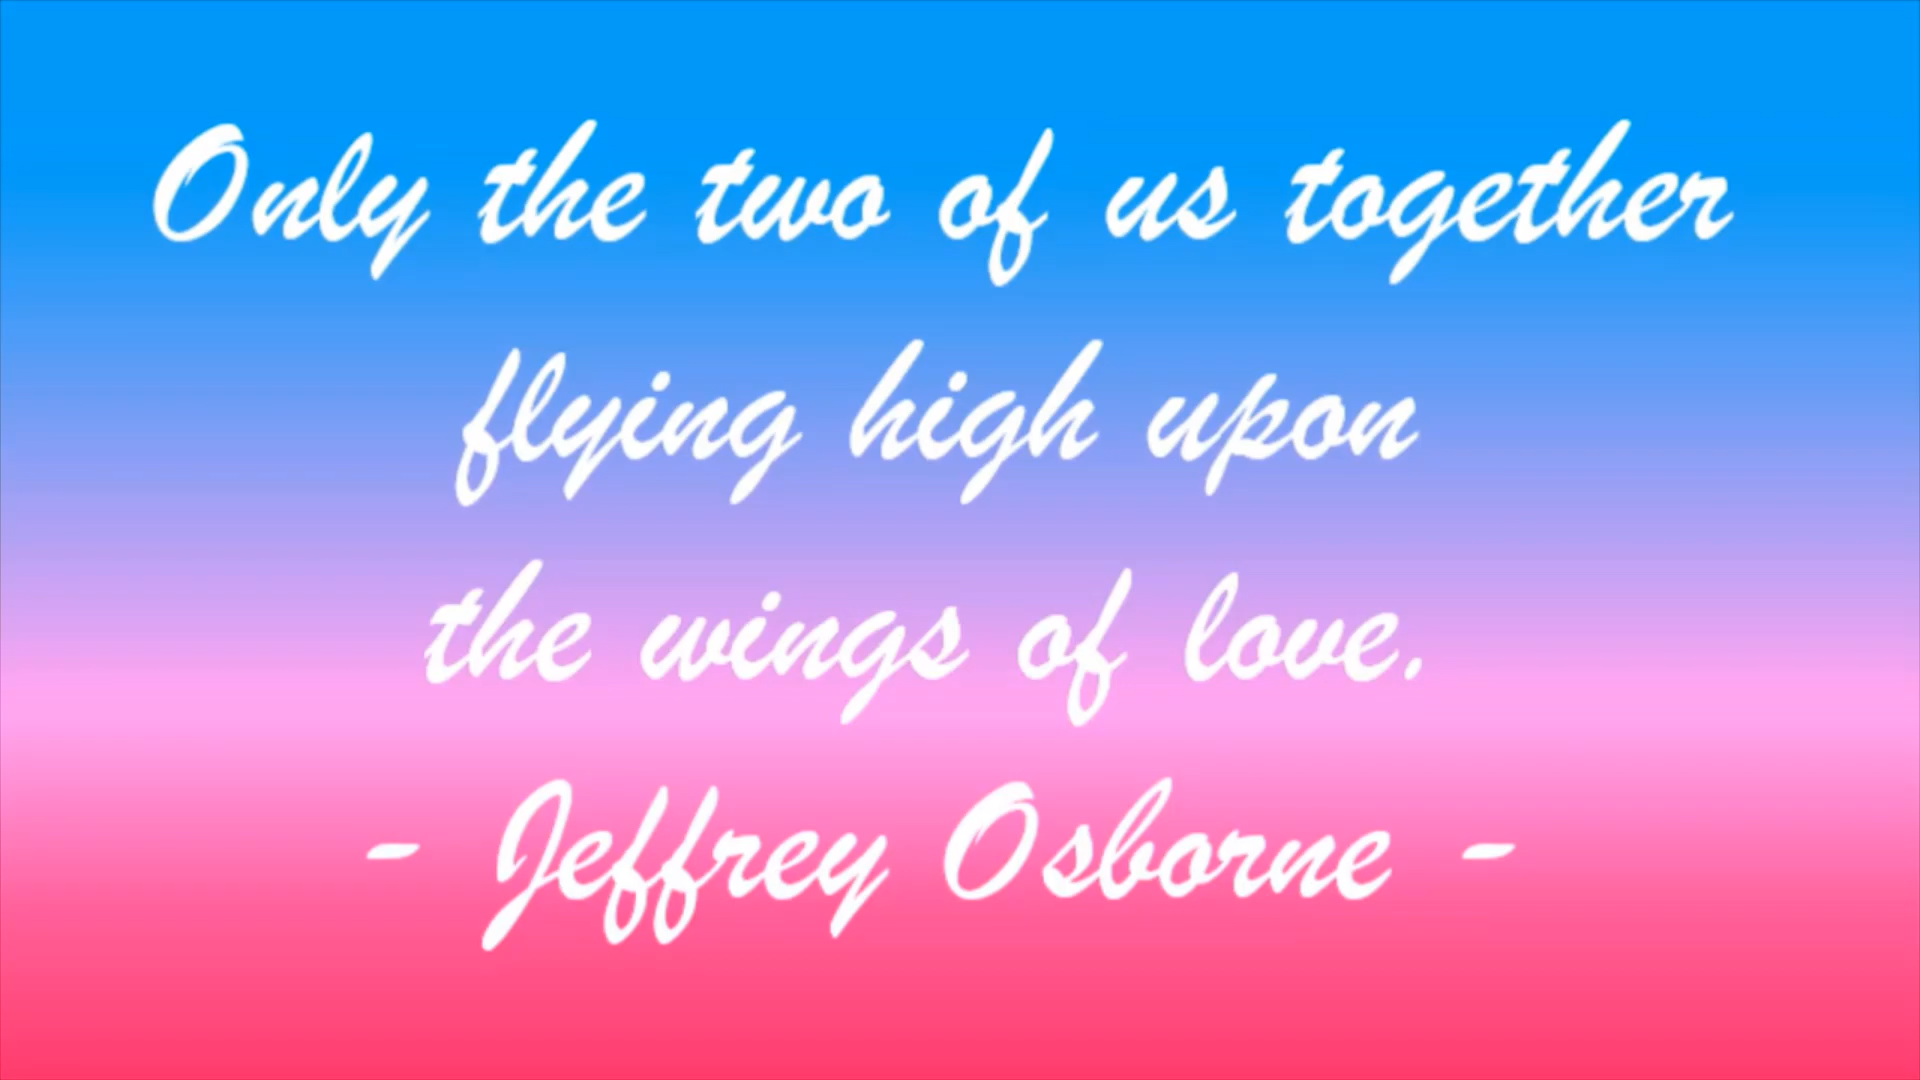 Only the two of us together
flying high upon
the wings of love.
- Jeffrey Osborne -